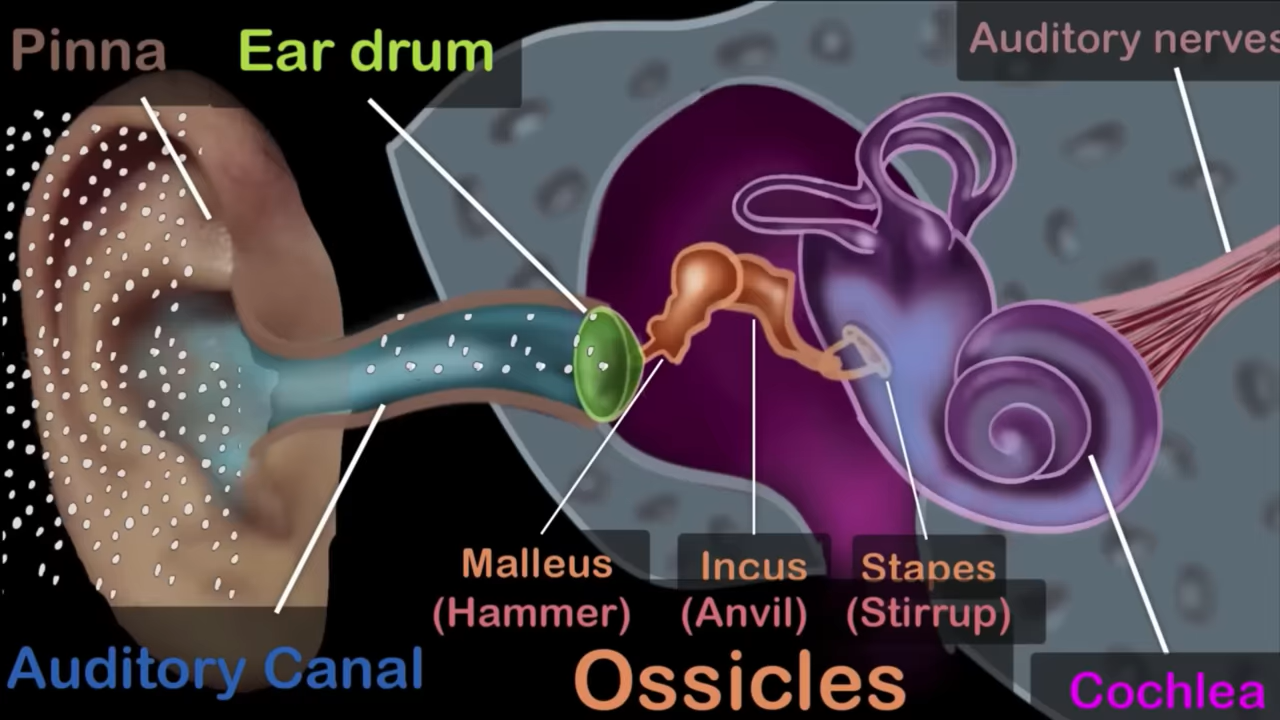 Pinna
Ear drum
Auditory nerves
Malleus
(Hammer)
Incus
(Anvil)
Stapes
(Stirrup)
Auditory Canal
Ossicles
Cochlea